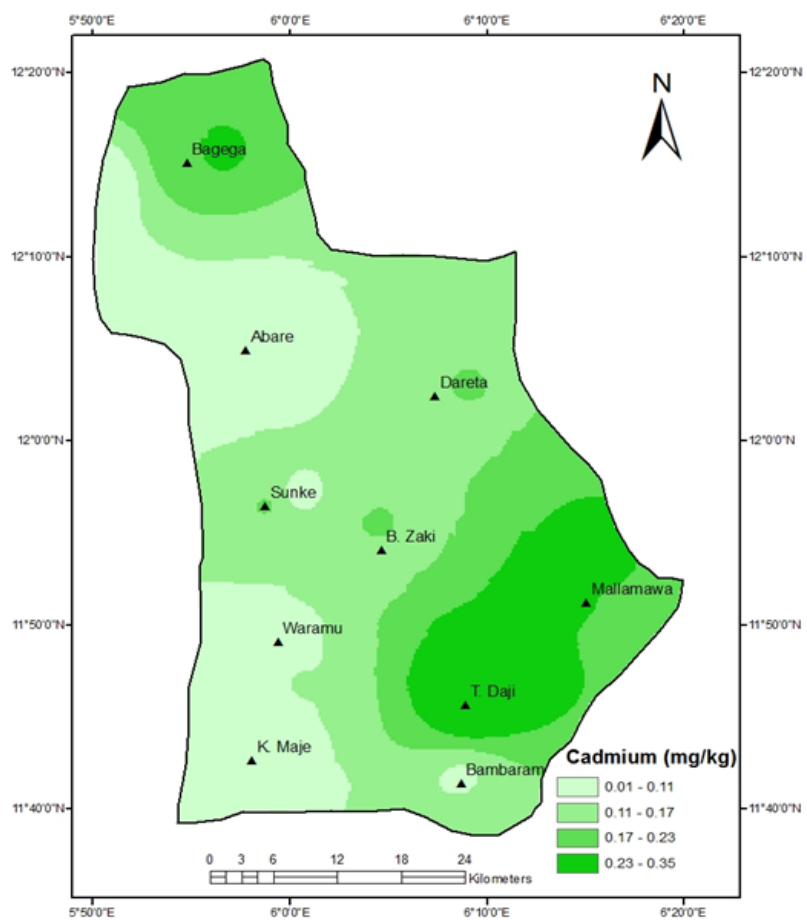 5°50'0"E 6°0'0"E 6°10'0"E 6°20'0"E
12°20'0"N 12°20'0"N
N
Bagega
12°10'0"N 12°10'0"N
Abare
Dareta
12°0'0"N 12°0'0"N
Sunke
B. Zaki
Mallamawa
11°50'0"N 11°50'0"N
Waramu
T. Daji
K. Maje
Bambaram
Cadmium (mg/kg)
0.01 - 0.11
0.11 - 0.17
0.17 - 0.23
0.23 - 0.35
11°40'0"N 11°40'0"N
0 3 6 12 18 24
Kilometers
5°50'0"E 6°0'0"E 6°10'0"E 6°20'0"E